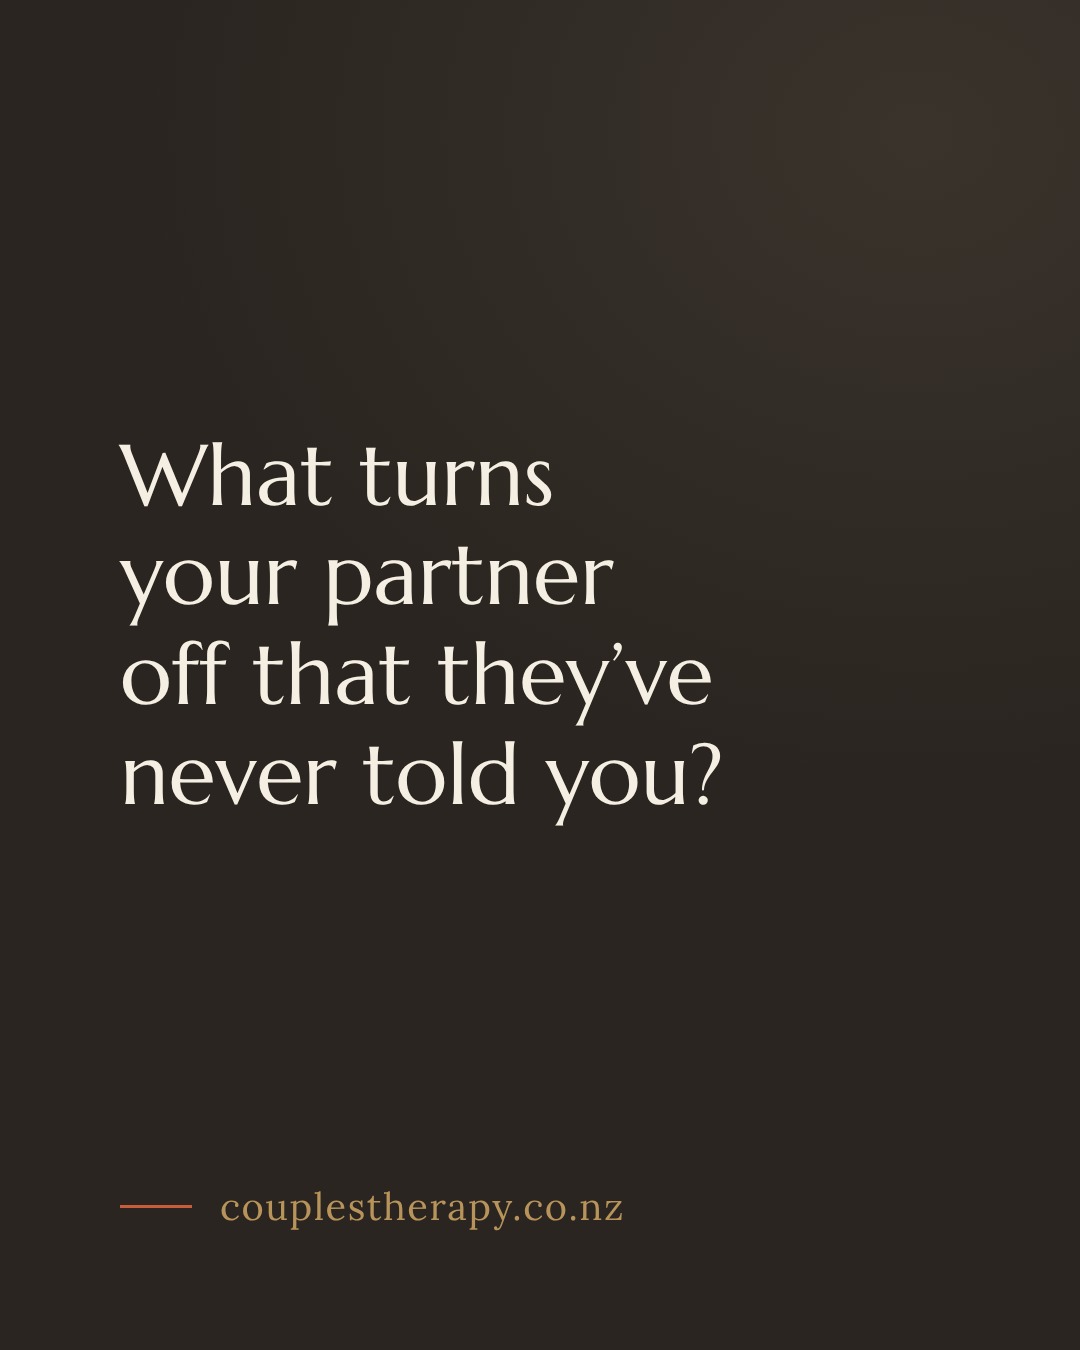 What turns
your partner
off that they’ve
never told you?
couplestherapy.co.nz